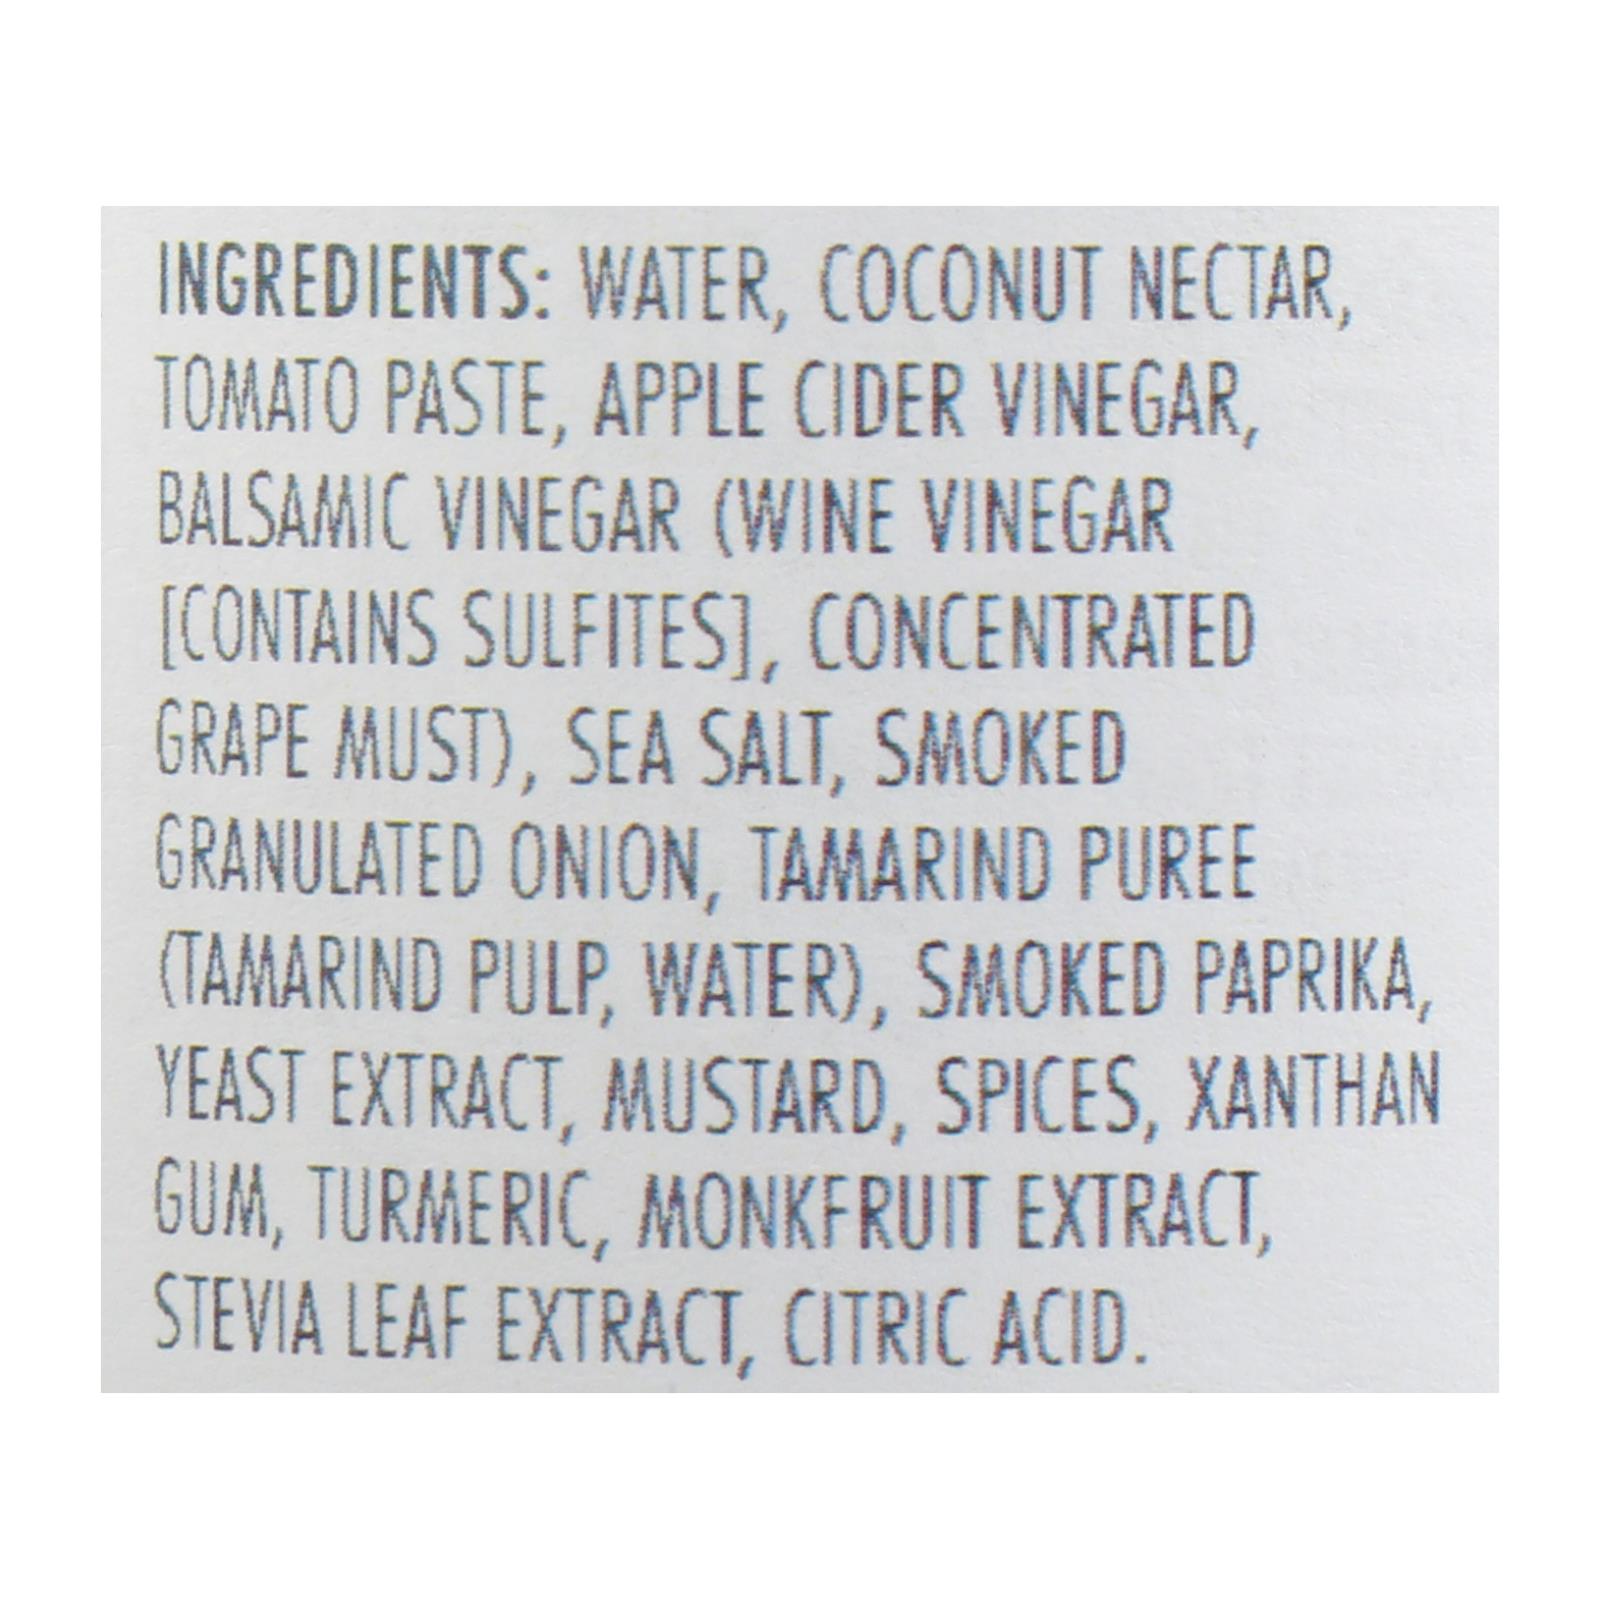 INGREDIENTS: WATER, COCONUT NECTAR,
TOMATO PASTE, APPLE CIDER VINEGAR,
BALSAMIC VINEGAR (WINE VINEGAR
[CONTAINS SULFITES], CONCENTRATED
GRAPE MUST), SEA SALT, SMOKED
GRANULATED ONION, TAMARIND PUREE
(TAMARIND PULP, WATER), SMOKED PAPRIKA,
YEAST EXTRACT, MUSTARD, SPICES, XANTHAN
GUM, TURMERIC, MONKFRUIT EXTRACT,
STEVIA LEAF EXTRACT, CITRIC ACID.